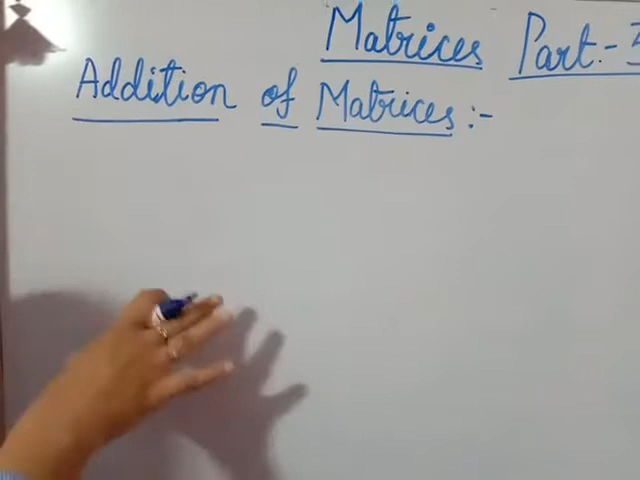 Matrices Part:-
Addition of Matrices :-